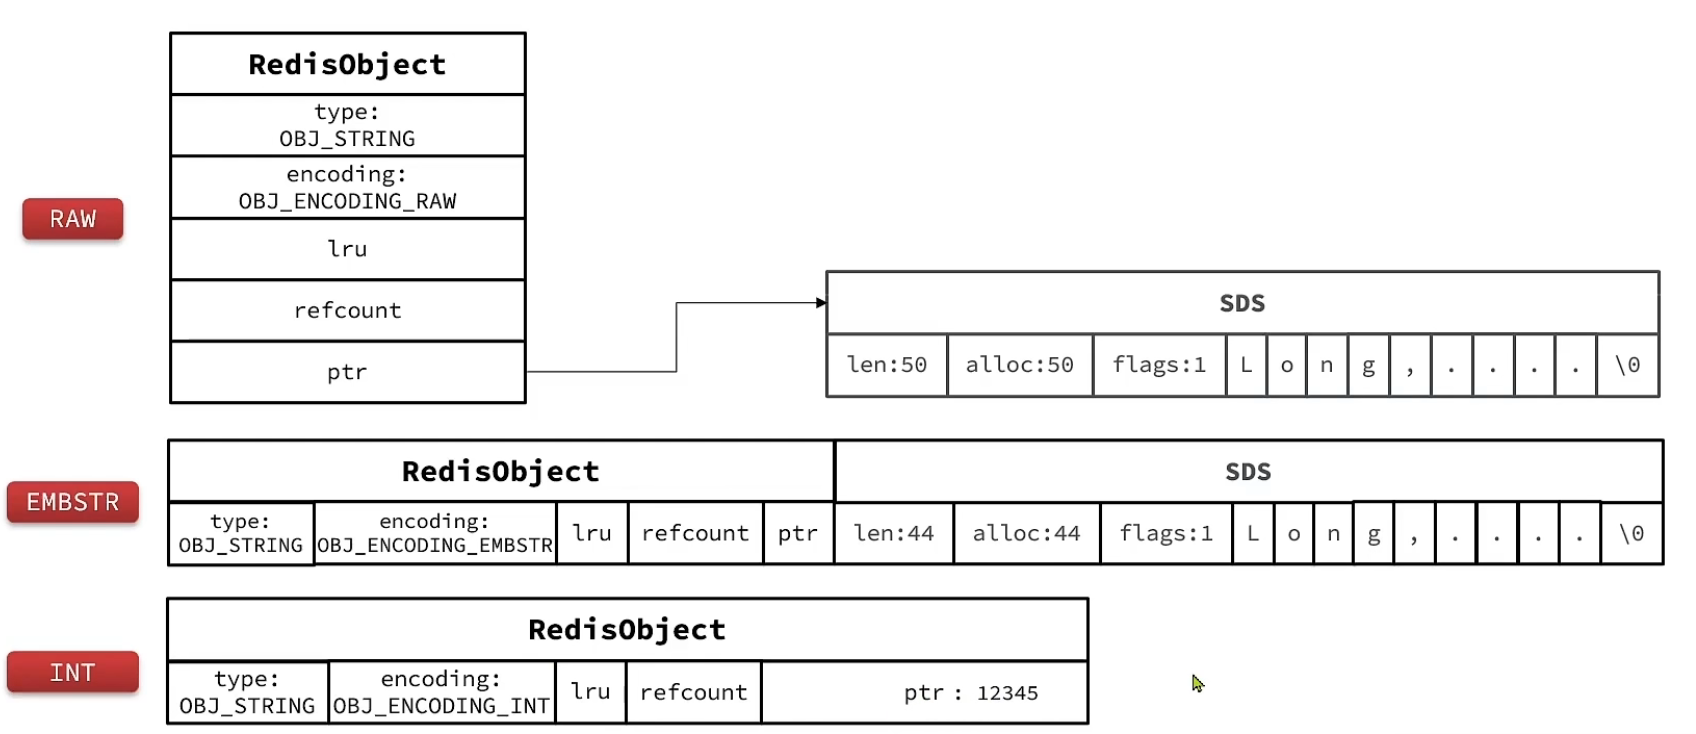 RAW
RedisObject
type:
OBJ_STRING
encoding:
OBJ_ENCODING_RAW
lru
refcount
ptr
SDS
len:50 alloc:50 flags:1 L o n g , . . . . \0
EMBSTR
RedisObject SDS
type:
OBJ_STRING
encoding:
OBJ_ENCODING_EMBSTR
lru refcount ptr len:44 alloc:44 flags:1 L o n g , . . . . \0
INT
RedisObject
type:
OBJ_STRING
encoding:
OBJ_ENCODING_INT
lru refcount ptr : 12345